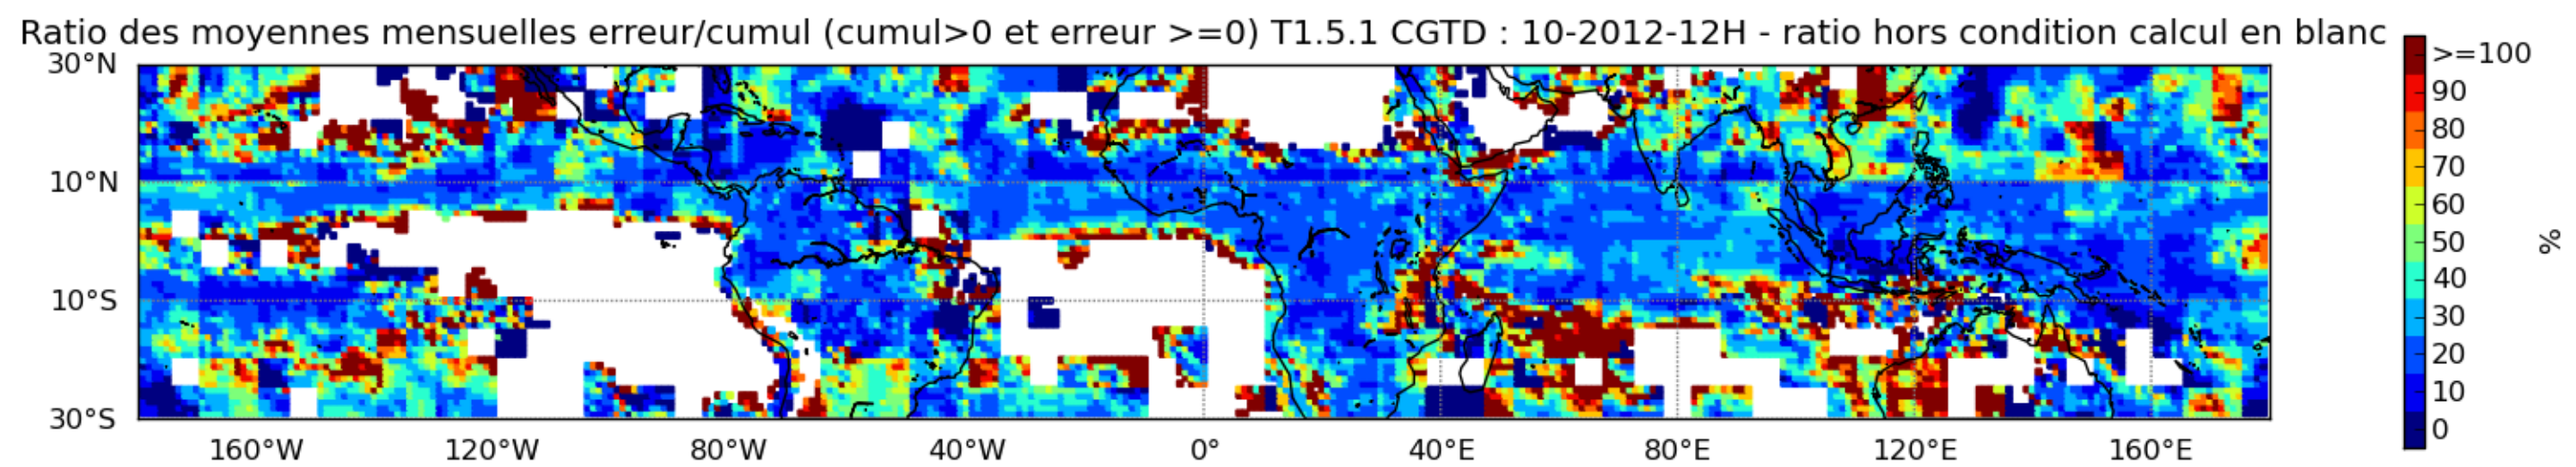 Ratio des moyennes mensuelles erreur/cumul (cumul>0 et erreur >=0) T1.5.1 CGTD : 10-2012-12H - ratio hors condition calcul en blanc
30°N
10°N
10°S
30°S
160°W 120°W 80°W 40°W 0° 40°E 80°E 120°E 160°E
>=100
90
80
70
60
50
40
30
20
10
0
%